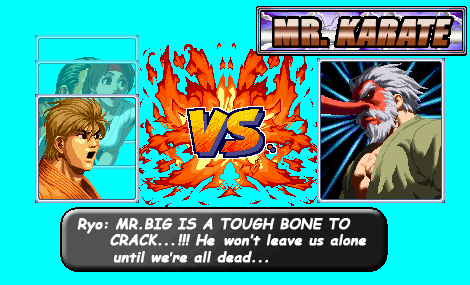 MR. KARATE
VS.
Ryo: MR.BIG IS A TOUGH BONE TO
CRACK...!!! He won't leave us alone
until we're all dead...